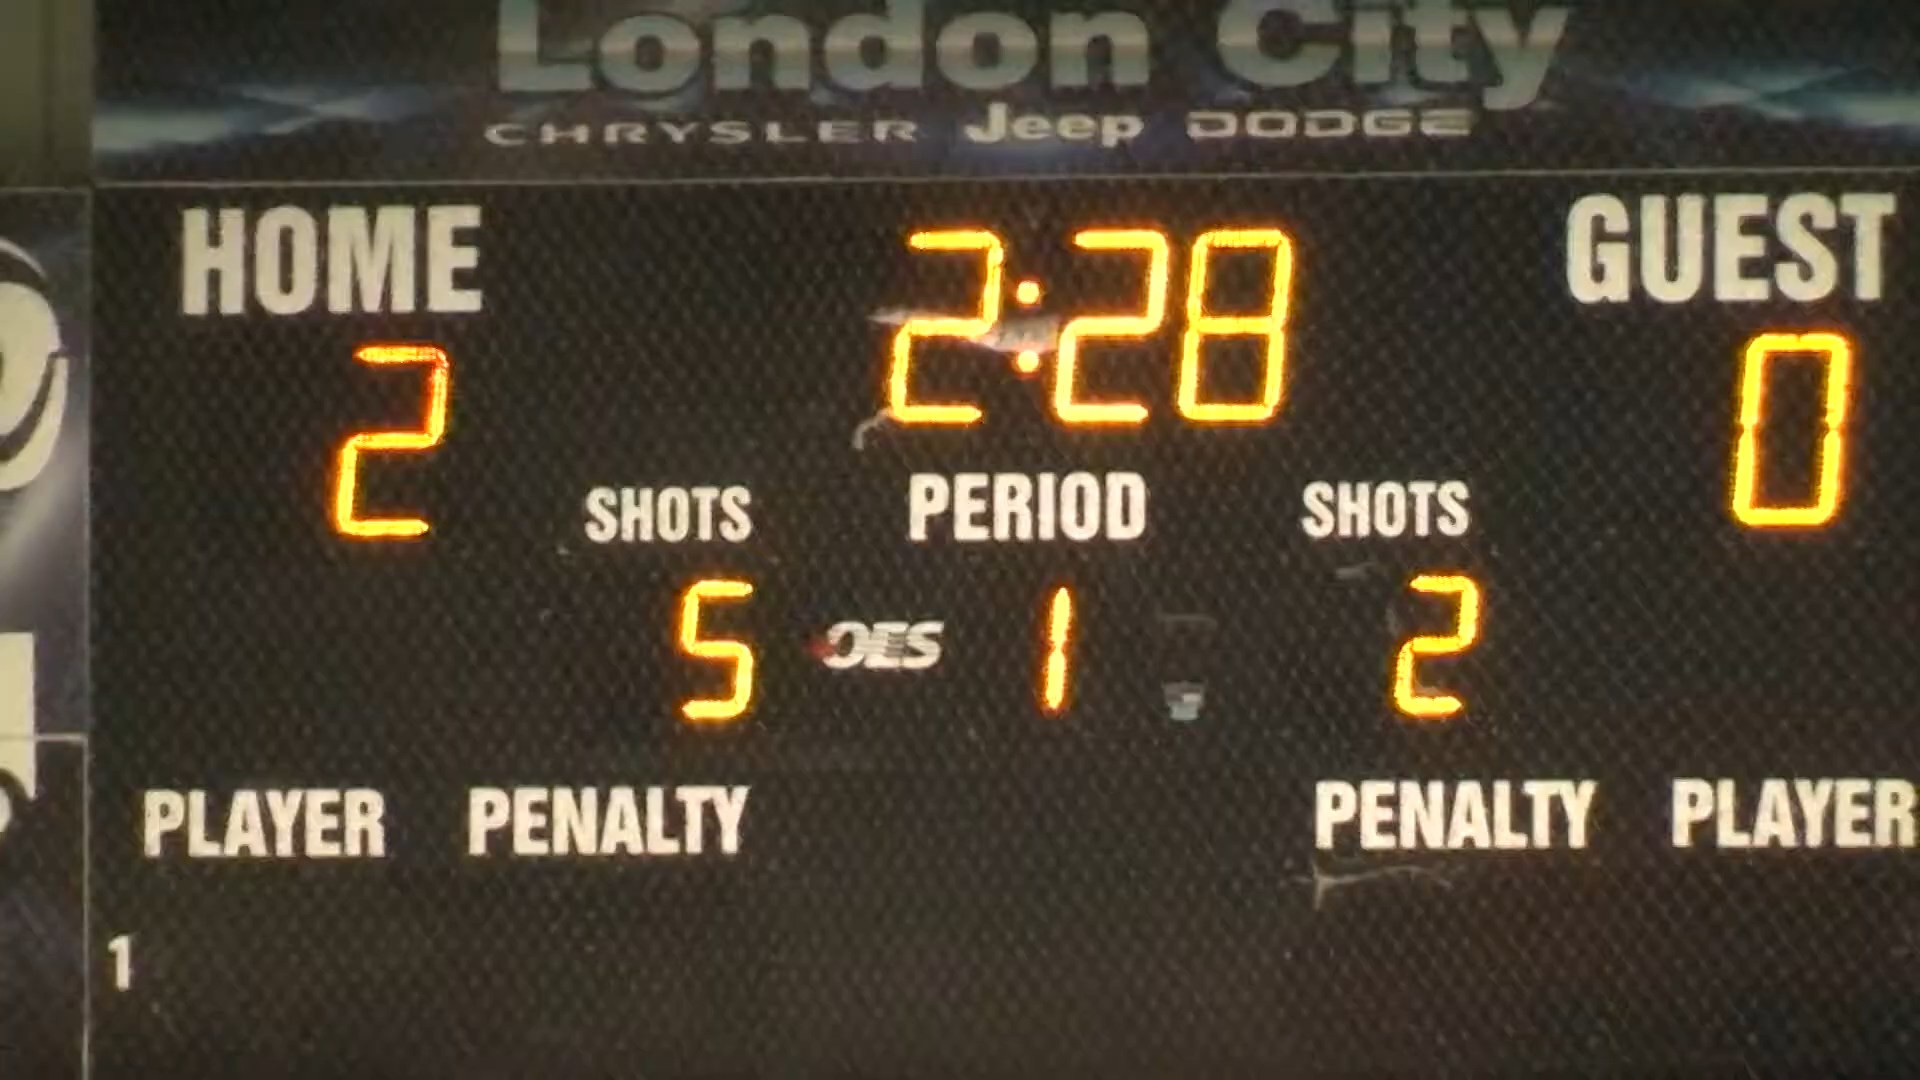 London City
CHRYSLER Jeep DODGE
HOME 2:28 GUEST
2 0
SHOTS PERIOD SHOTS
5 OES 1 2
PLAYER PENALTY PENALTY PLAYER
1